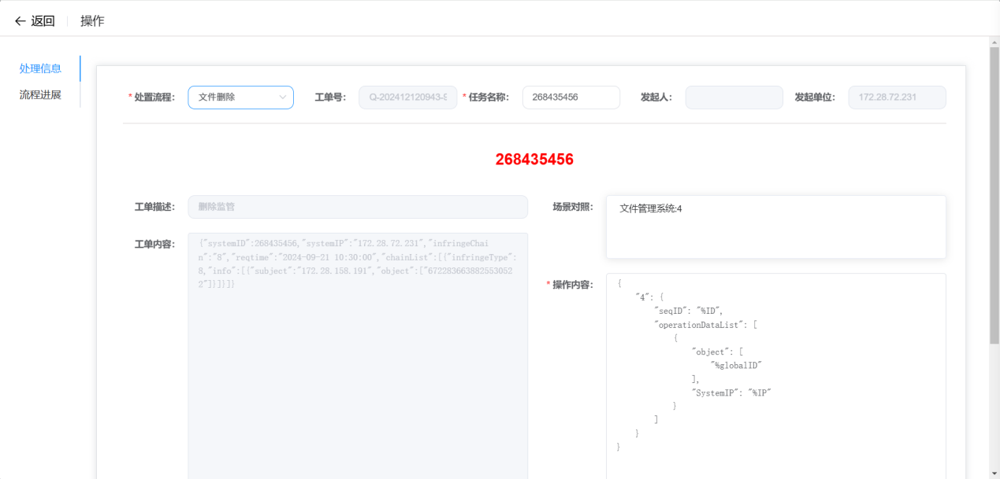 返回 操作
处理信息
流程进展
* 处置流程: 文件删除 工单号: Q-202412120943-S * 任务名称: 268435456 发起人: 发起单位: 172.28.72.231
268435456
工单描述: 删除监管
工单内容: {"systemID":268435456,"systemIP":"172.28.72.231","infringeChai
n":"8","reqtime":"2024-09-21 10:30:00","chainList":[{"infringeType":
8,"info":[{"subject":"172.28.158.191","object":["672283663882553052
2"]}]}]}
场景对照: 文件管理系统:4
* 操作内容: {
"4": {
"seqID": "%ID",
"operationDataList": [
{
"object": [
"%globalID"
],
"SystemIP": "%IP"
}
]
}
}